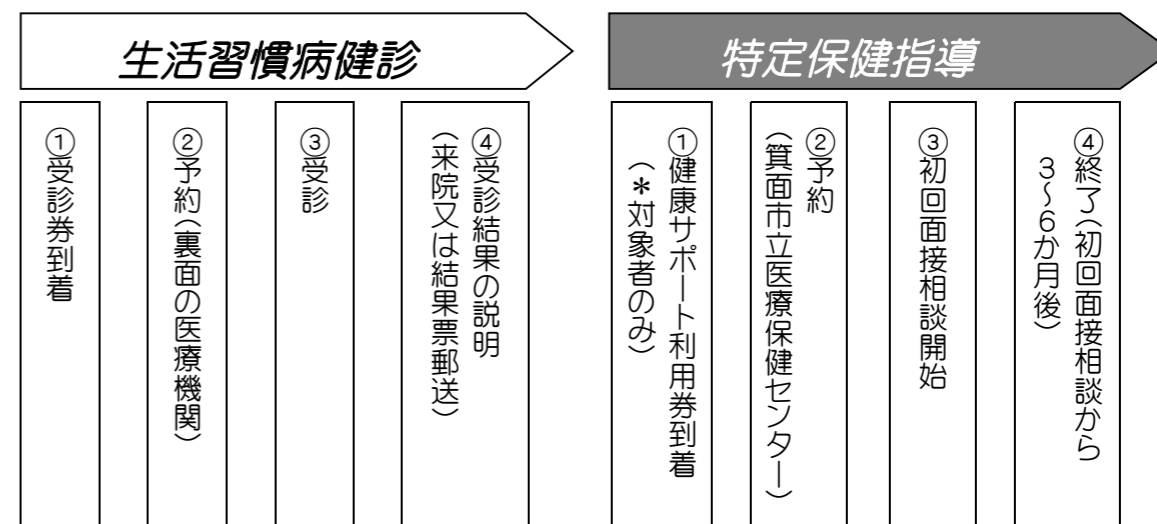 生活習慣病健診
①受診券到着
②予約（裏面の医療機関）
③受診
④受診結果の説明
（来院又は結果票郵送）
特定保健指導
①健康サポート利用券到着
（＊対象者のみ）
②予約
（箕面市立医療保健センター）
③初回面接相談開始
④終了（初回面接相談から
３～６か月後）